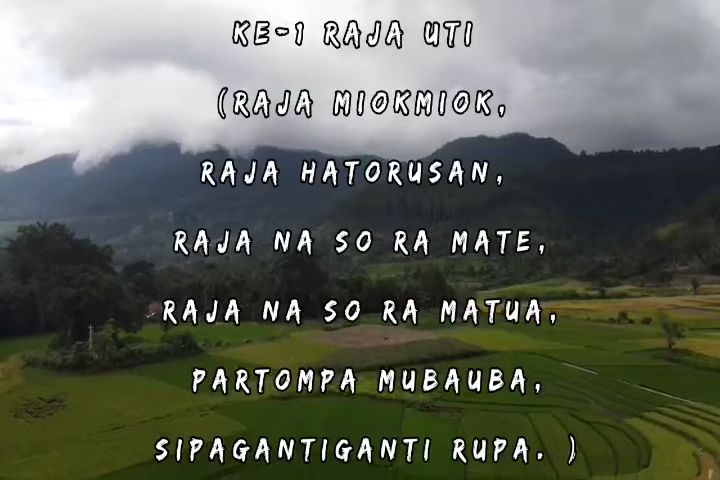 KE-1 RAJA UTI
(RAJA MIOKMIOK,
RAJA HATORUSAN,
RAJA NA SO RA MATE,
RAJA NA SO RA MATUA,
PARTOMPA MUBAUBA,
SIPAGANTIGANTI RUPA. )